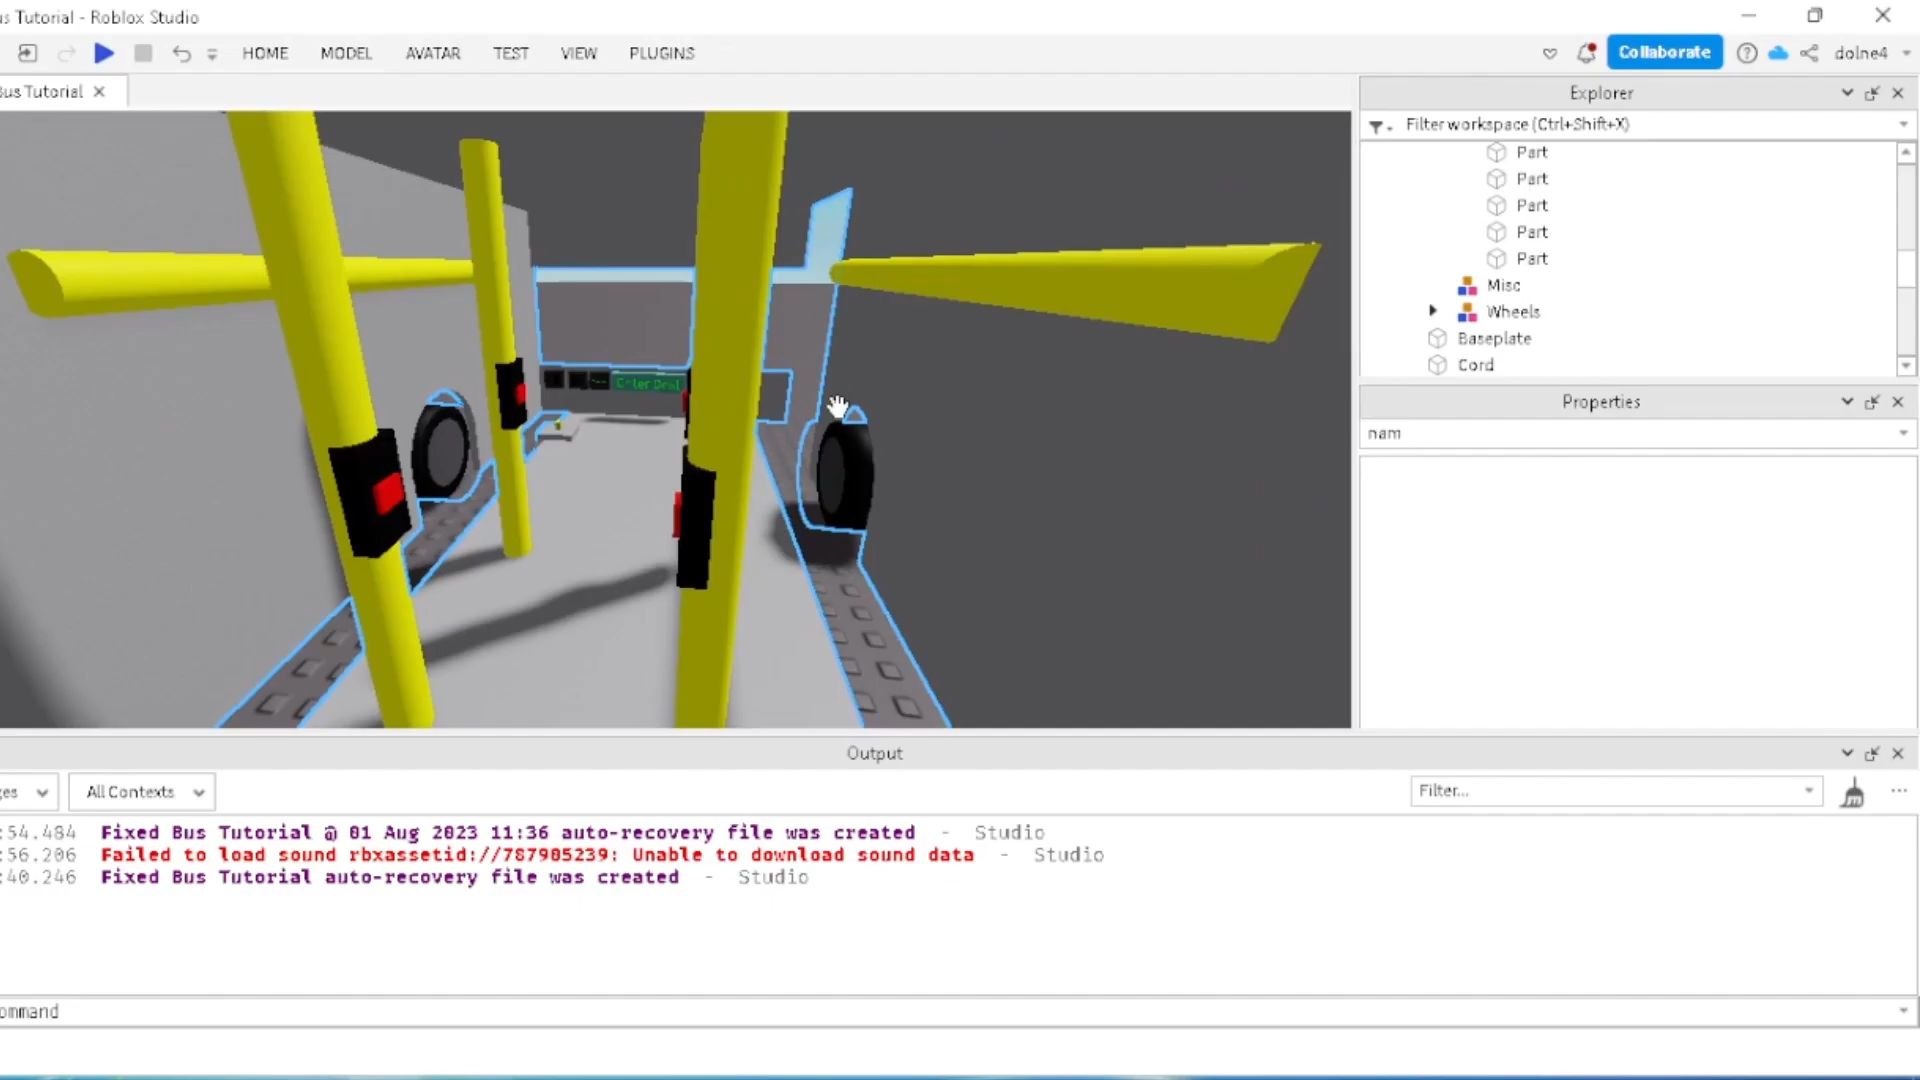 us Tutorial - Roblox Studio
HOME MODEL AVATAR TEST VIEW PLUGINS
Collaborate
dolne4
Bus Tutorial
Explorer
Filter workspace (Ctrl+Shift+X)
Part
Part
Part
Part
Part
Misc
Wheels
Baseplate
Cord
Properties
nam
Output
ges
All Contexts
Filter...
:54.484 Fixed Bus Tutorial @ 01 Aug 2023 11:36 auto-recovery file was created - Studio
:56.206 Failed to load sound rbxassetid://787905239: Unable to download sound data - Studio
:40.246 Fixed Bus Tutorial auto-recovery file was created - Studio
ommand